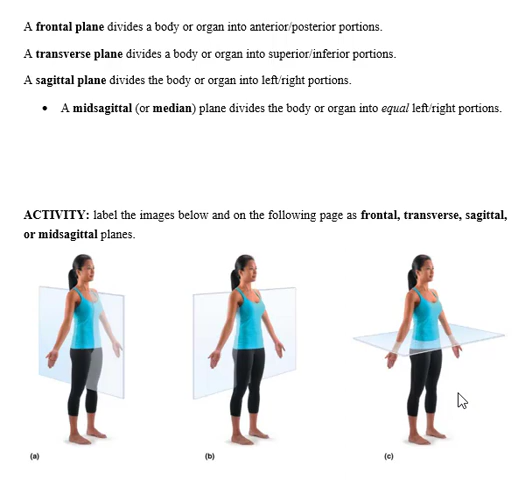 A frontal plane divides a body or organ into anterior/posterior portions.
A transverse plane divides a body or organ into superior/inferior portions.
A sagittal plane divides the body or organ into left/right portions.
• A midsagittal (or median) plane divides the body or organ into equal left/right portions.
ACTIVITY: label the images below and on the following page as frontal, transverse, sagittal,
or midsagittal planes.
(a) (b) (c)